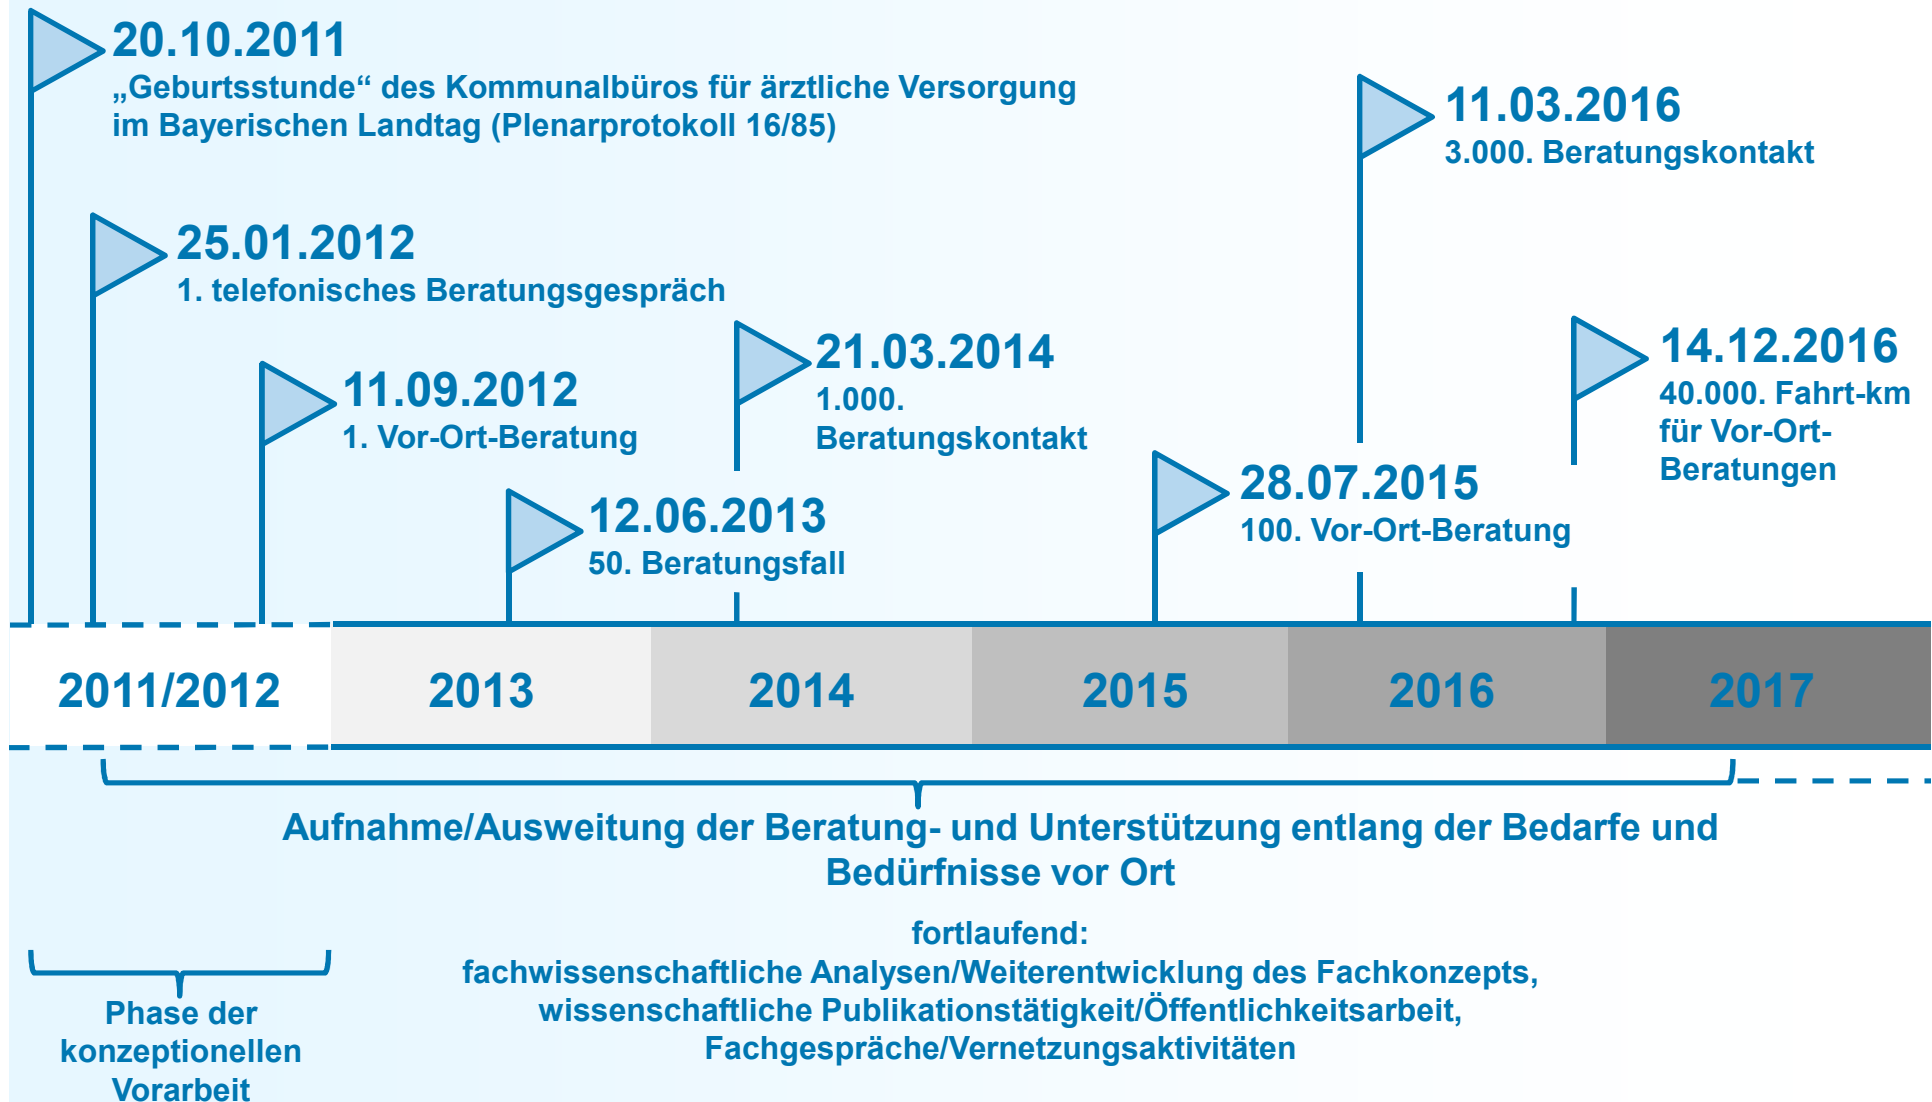 20.10.2011
„Geburtsstunde“ des Kommunalbüros für ärztliche Versorgung
im Bayerischen Landtag (Plenarprotokoll 16/85)
25.01.2012
1. telefonisches Beratungsgespräch
11.09.2012
1. Vor-Ort-Beratung
12.06.2013
50. Beratungsfall
21.03.2014
1.000.
Beratungskontakt
28.07.2015
100. Vor-Ort-Beratung
11.03.2016
3.000. Beratungskontakt
14.12.2016
40.000. Fahrt-km
für Vor-Ort-
Beratungen
2011/2012
2013
2014
2015
2016
2017
Aufnahme/Ausweitung der Beratung- und Unterstützung entlang der Bedarfe und
Bedürfnisse vor Ort
fortlaufend:
fachwissenschaftliche Analysen/Weiterentwicklung des Fachkonzepts,
wissenschaftliche Publikationstätigkeit/Öffentlichkeitsarbeit,
Fachgespräche/Vernetzungsaktivitäten
Phase der
konzeptionellen
Vorarbeit